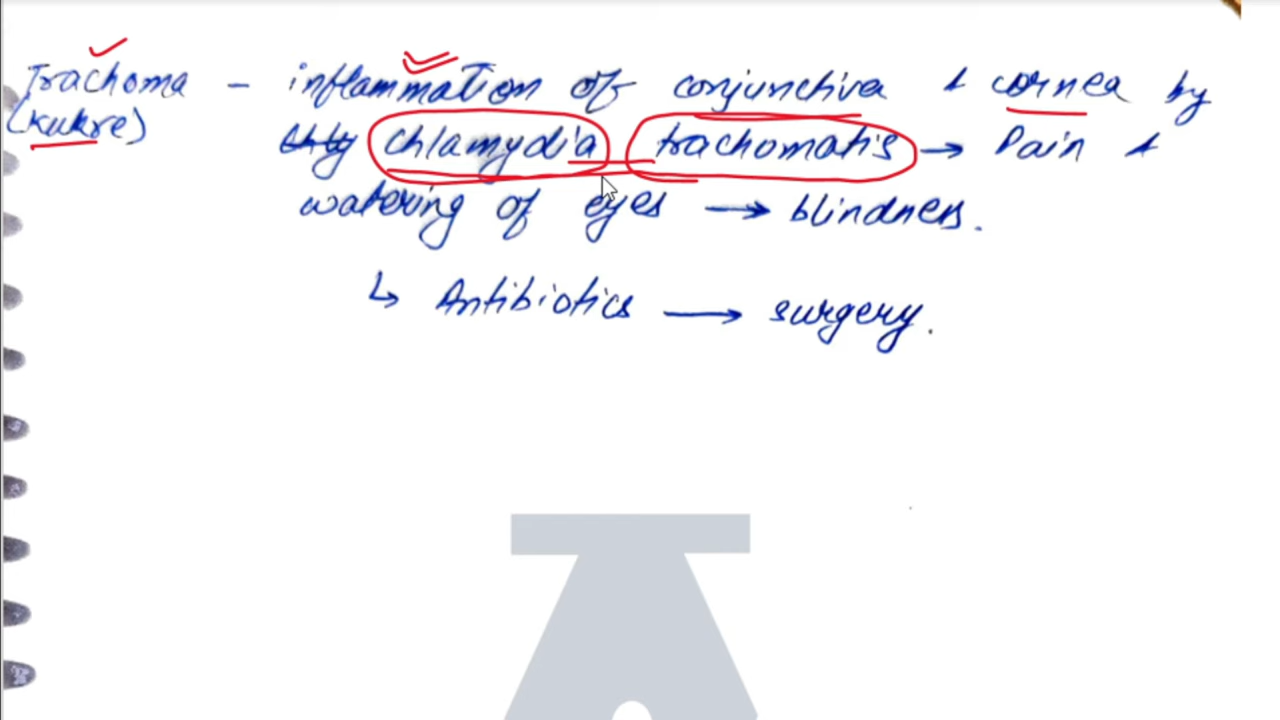 Trachoma - inflammation of conjunctiva & cornea by
(Kukre) chlamydia trachomatis → Pain &
watering of eyes → blindness.
↳ Antibiotics → surgery.